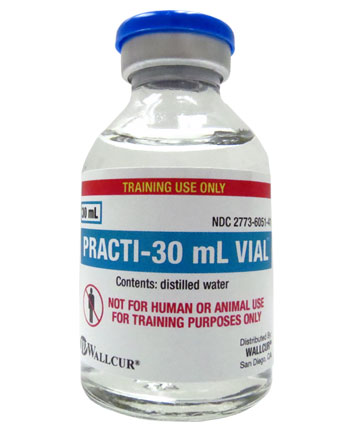 TRAINING USE ONLY
30 mL
NDC 2773-6051-4
PRACTI-30 mL VIAL
Contents: distilled water
NOT FOR HUMAN OR ANIMAL USE
FOR TRAINING PURPOSES ONLY
WALLCUR®
Distributed By
WALLCUR
San Diego, CA